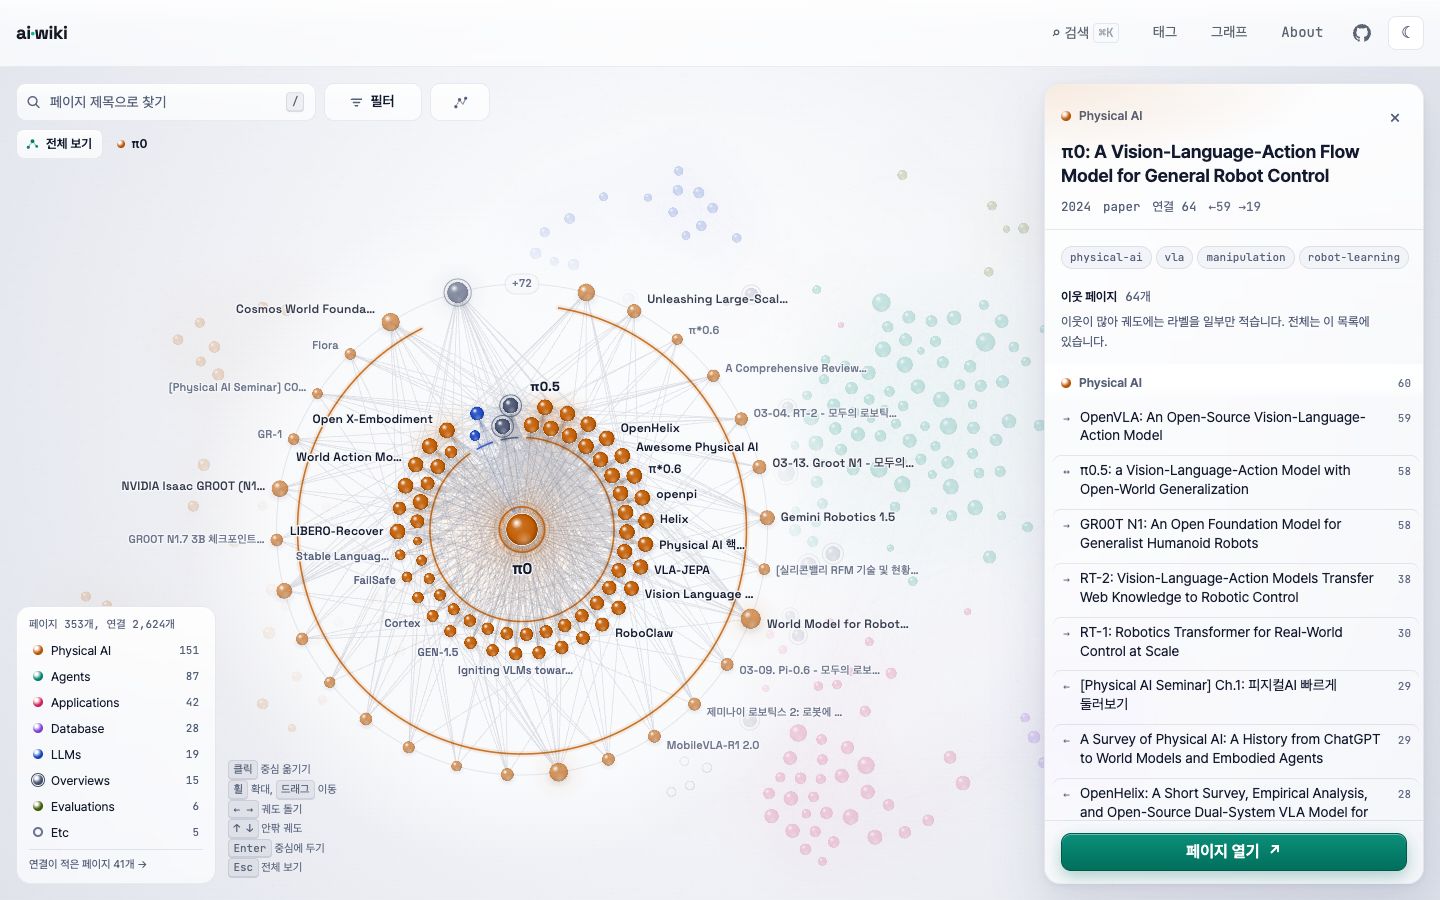 ai·wiki
검색 ⌘K
태그
그래프
About
페이지 제목으로 찾기 /
필터
전체 보기
π0
+72
Cosmos World Founda...
Unleashing Large-Scal...
π*0.6
Flora
A Comprehensive Review...
[Physical AI Seminar] CO...
π0.5
03-04. RT-2 - 모두의 로보틱...
Open X-Embodiment
OpenHelix
GR-1
Awesome Physical AI
World Action Mo...
03-13. Groot N1 - 모두의...
π*0.6
NVIDIA Isaac GROOT (N1...
openpi
Gemini Robotics 1.5
Helix
LIBERO-Recover
GROOT N1.7 3B 체크포인트...
Physical AI 핵...
Stable Languag...
VLA-JEPA
[실리콘밸리 RFM 기술 및 현황...
π0
FailSafe
Vision Language ...
Cortex
World Model for Robot...
RoboClaw
GEN-1.5
Igniting VLMs towar...
03-09. Pi-0.6 - 모두의 로보...
제미나이 로보틱스 2: 로봇에 ...
MobileVLA-R1 2.0
페이지 353개, 연결 2,624개
Physical AI 151
Agents 87
Applications 42
Database 28
LLMs 19
Overviews 15
Evaluations 6
Etc 5
연결이 적은 페이지 41개 →
클릭 중심 옮기기
휠 확대, 드래그 이동
← → 궤도 돌기
↑ ↓ 안팎 궤도
Enter 중심에 두기
Esc 전체 보기
Physical AI ×
π0: A Vision-Language-Action Flow
Model for General Robot Control
2024 paper 연결 64 ←59 →19
physical-ai vla manipulation robot-learning
이웃 페이지 64개
이웃이 많아 궤도에는 라벨을 일부만 적습니다. 전체는 이 목록에
있습니다.
Physical AI 60
→ OpenVLA: An Open-Source Vision-Language- 59
Action Model
↔ π0.5: a Vision-Language-Action Model with 58
Open-World Generalization
→ GR00T N1: An Open Foundation Model for 58
Generalist Humanoid Robots
→ RT-2: Vision-Language-Action Models Transfer 38
Web Knowledge to Robotic Control
→ RT-1: Robotics Transformer for Real-World 30
Control at Scale
← [Physical AI Seminar] Ch.1: 피지컬AI 빠르게 29
둘러보기
← A Survey of Physical AI: A History from ChatGPT 29
to World Models and Embodied Agents
← OpenHelix: A Short Survey, Empirical Analysis, 28
and Open-Source Dual-System VLA Model for
페이지 열기 ↗